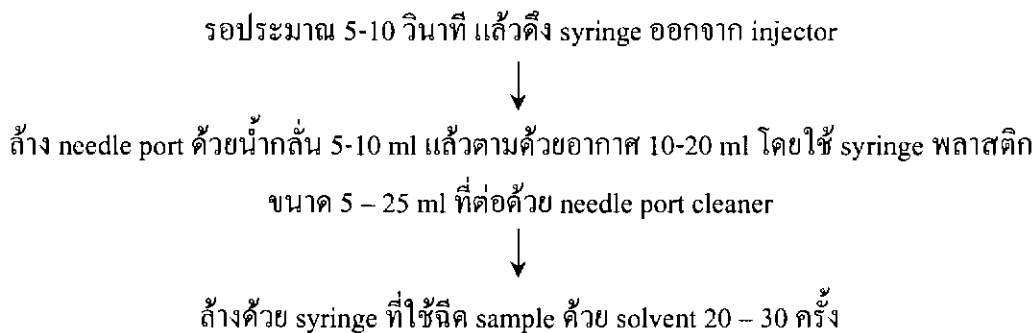 รอประมาณ 5-10 วินาที แล้วดึง syringe ออกจาก injector
ล้าง needle port ด้วยน้ำกลั่น 5-10 ml แล้วตามด้วยอากาศ 10-20 ml โดยใช้ syringe พลาสติก
ขนาด 5 – 25 ml ที่ต่อด้วย needle port cleaner
ล้างด้วย syringe ที่ใช้ฉีด sample ด้วย solvent 20 – 30 ครั้ง